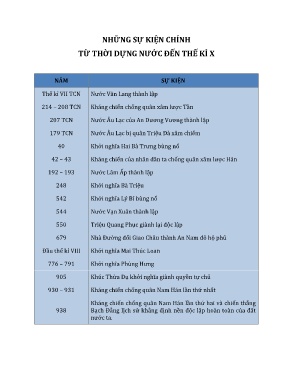 NHỮNG SỰ KIỆN CHÍNH
TỪ THỜI DỰNG NƯỚC ĐẾN THẾ KỈ X
NĂM SỰ KIỆN
Thế kỉ VII TCN Nước Văn Lang thành lập
214 – 208 TCN Kháng chiến chống quân xâm lược Tần
207 TCN Nước Âu Lạc của An Dương Vương thành lập
179 TCN Nước Âu Lạc bị quân Triệu Đà xâm chiếm
40 Khởi nghĩa Hai Bà Trưng bùng nổ
42 – 43 Kháng chiến của nhân dân ta chống quân xâm lược Hán
192 – 193 Nước Lâm Ấp thành lập
248 Khởi nghĩa Bà Triệu
542 Khởi nghĩa Lý Bí bùng nổ
544 Nước Vạn Xuân thành lập
550 Triệu Quang Phục giành lại độc lập
679 Nhà Đường đổi Giao Châu thành An Nam đô hộ phủ
Đầu thế kỉ VIII Khởi nghĩa Mai Thúc Loan
776 – 791 Khởi nghĩa Phùng Hưng
905 Khúc Thừa Dụ khởi nghĩa giành quyền tự chủ
930 – 931 Kháng chiến chống quân Nam Hán lần thứ nhất
938 Kháng chiến chống quân Nam Hán lần thứ hai và chiến thắng
Bạch Đằng lịch sử khẳng định nền độc lập hoàn toàn của đất
nước ta.